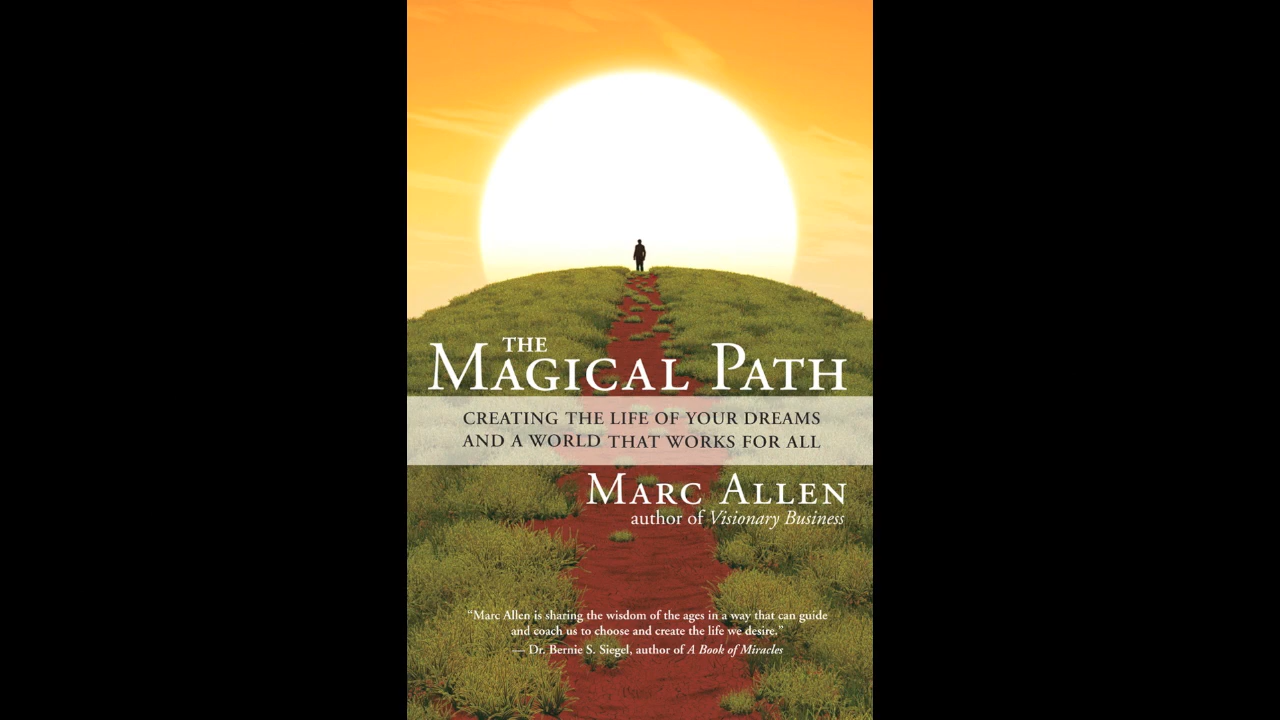 THE
MAGICAL PATH
CREATING THE LIFE OF YOUR DREAMS
AND A WORLD THAT WORKS FOR ALL
MARC ALLEN
author of Visionary Business
“Marc Allen is sharing the wisdom of the ages in a way that can guide
and coach us to choose and create the life we desire.”
— Dr. Bernie S. Siegel, author of A Book of Miracles